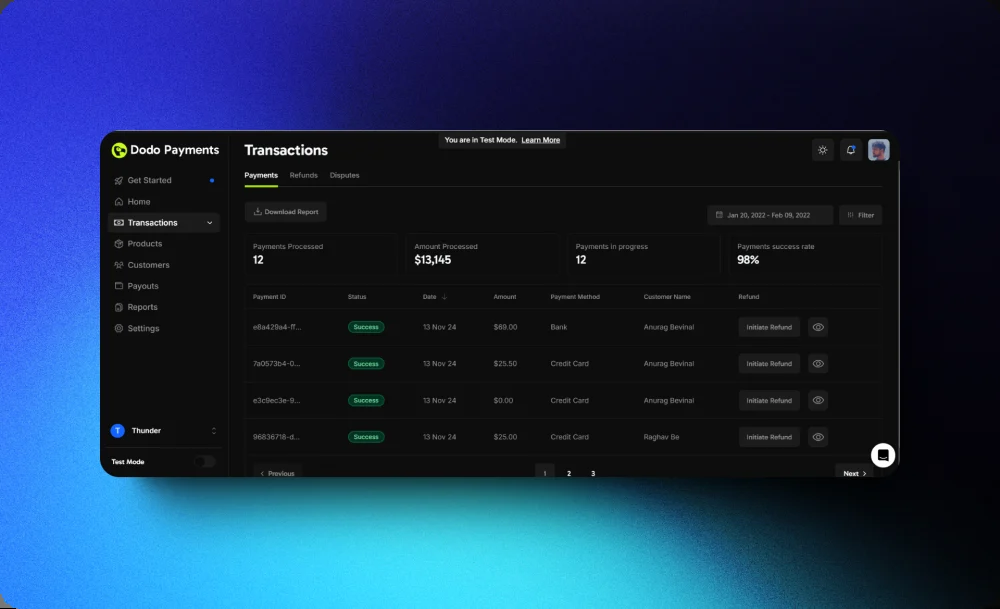 You are in Test Mode. Learn More
Dodo Payments
Get Started
Home
Transactions
Products
Customers
Payouts
Reports
Settings
T Thunder
Test Mode
Transactions
Payments Refunds Disputes
Download Report
Jan 20, 2022 - Feb 09, 2022 Filter
Payments Processed Amount Processed Payments in progress Payments success rate
12 $13,145 12 98%
Payment ID Status Date Amount Payment Method Customer Name Refund
e8a429a4-ff... Success 13 Nov 24 $69.00 Bank Anurag Bevinal Initiate Refund
7a0573b4-0... Success 13 Nov 24 $25.50 Credit Card Anurag Bevinal Initiate Refund
e3c9ec3e-9... Success 13 Nov 24 $0.00 Credit Card Anurag Bevinal Initiate Refund
96836718-d... Success 13 Nov 24 $25.00 Credit Card Raghav Be Initiate Refund
Previous 1 2 3 Next